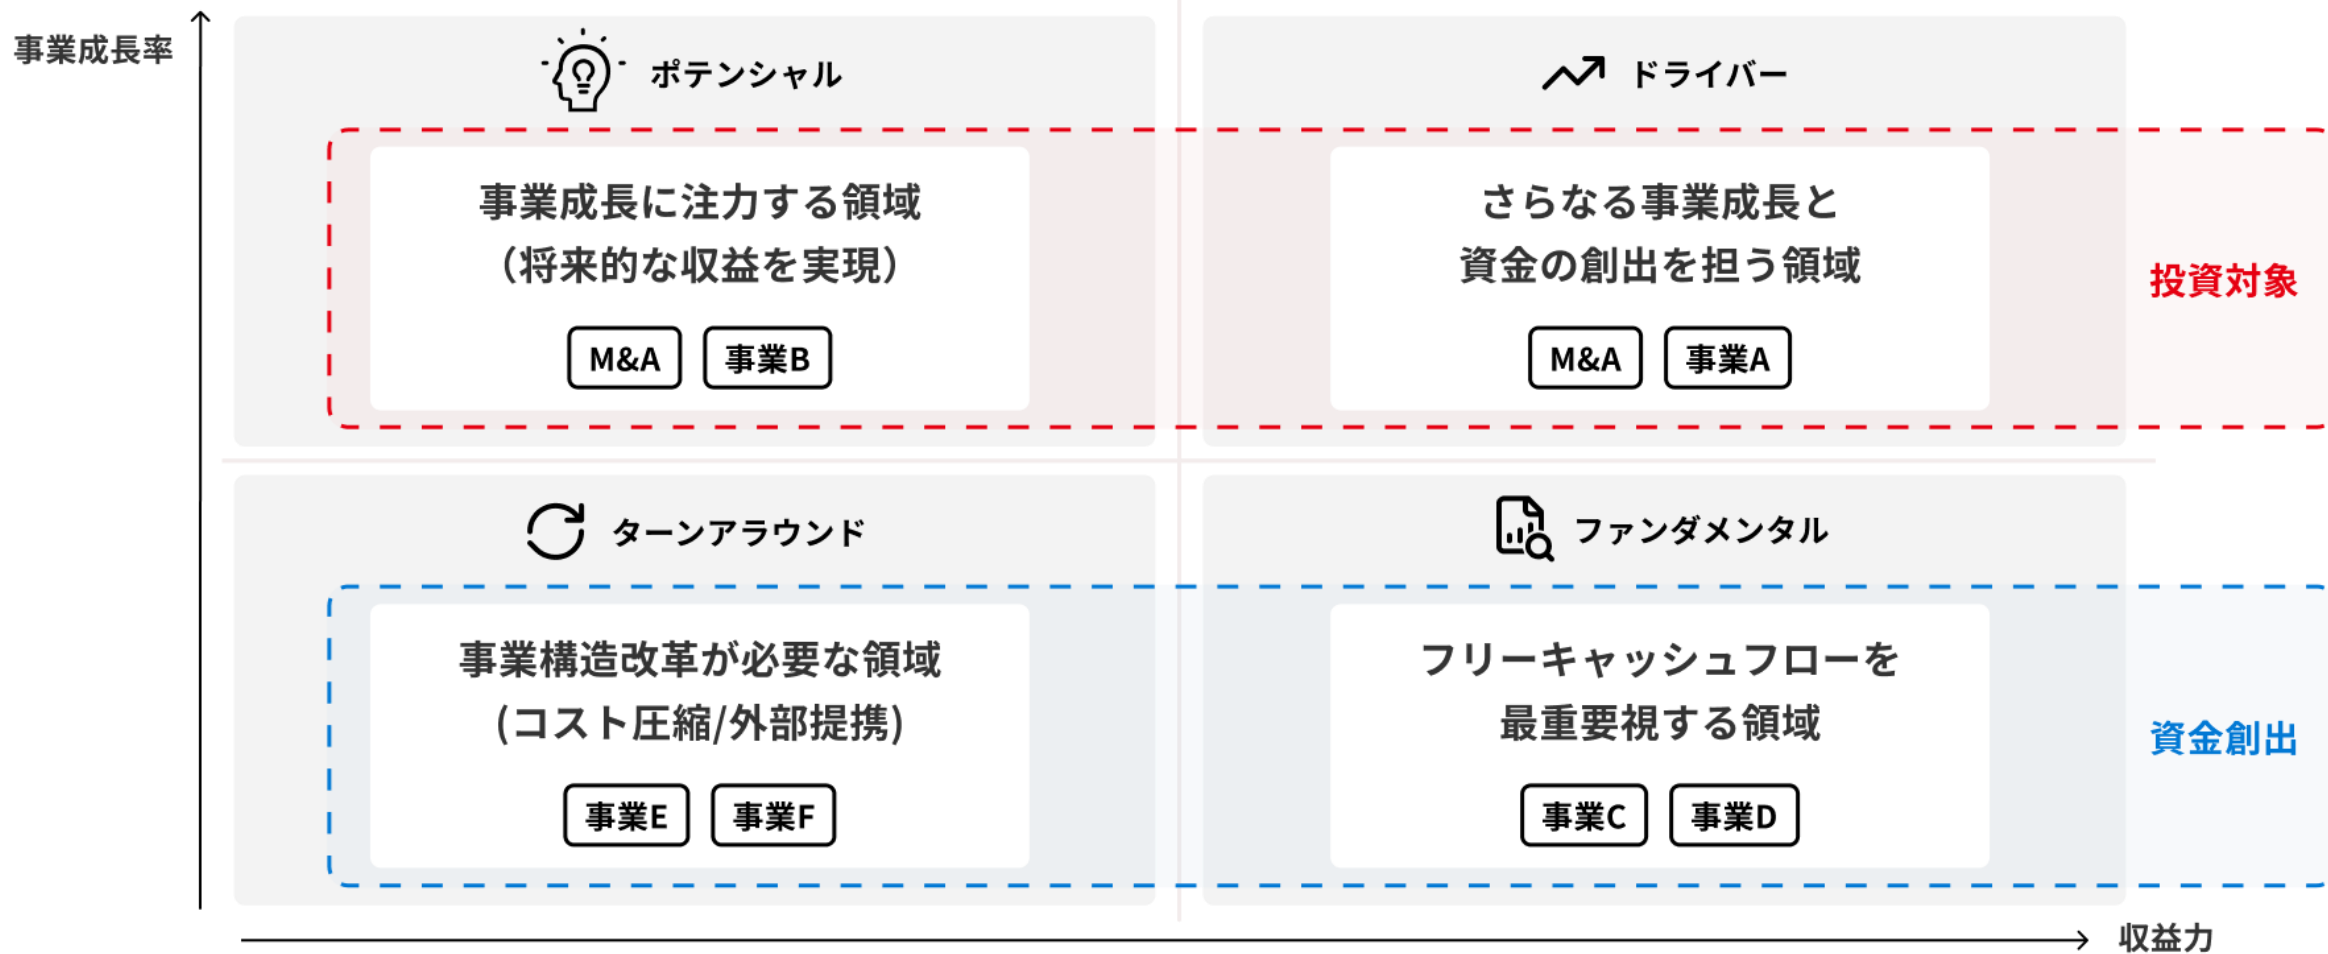 事業成長率
ポテンシャル
事業成長に注力する領域
（将来的な収益を実現）
M&A
事業B
ドライバー
さらなる事業成長と
資金の創出を担う領域
M&A
事業A
投資対象
ターンアラウンド
事業構造改革が必要な領域
(コスト圧縮/外部提携)
事業E
事業F
ファンダメンタル
フリーキャッシュフローを
最重要視する領域
事業C
事業D
資金創出
収益力